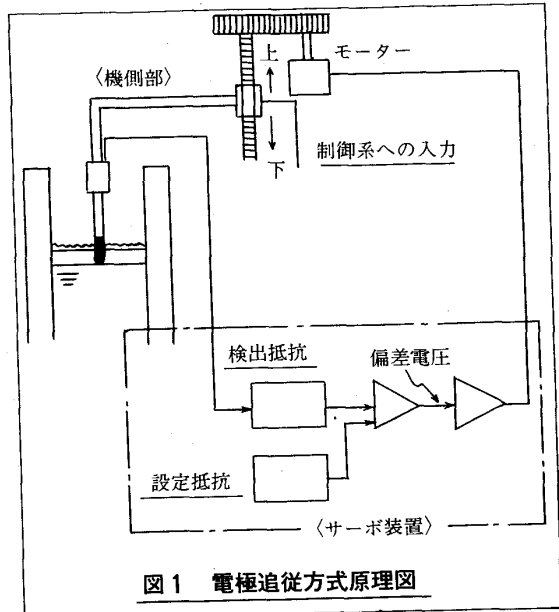 上
モーター
〈機側部〉
下
制御系への入力
検出抵抗
偏差電圧
設定抵抗
〈サーボ装置〉
図1 電極追従方式原理図